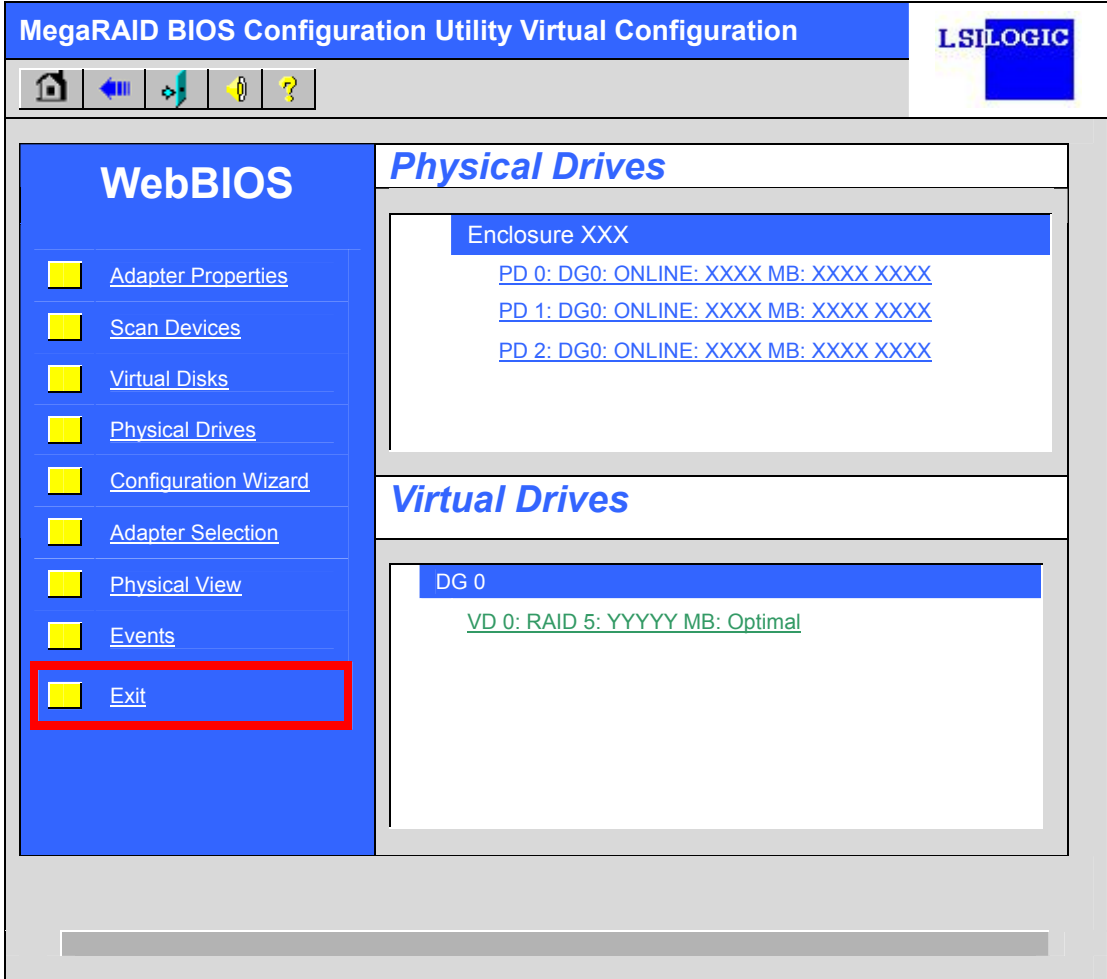 MegaRAID BIOS Configuration Utility Virtual Configuration
LSILOGIC
WebBIOS
Adapter Properties
Scan Devices
Virtual Disks
Physical Drives
Configuration Wizard
Adapter Selection
Physical View
Events
Exit
Physical Drives
Enclosure XXX
PD 0: DG0: ONLINE: XXXX MB: XXXX XXXX
PD 1: DG0: ONLINE: XXXX MB: XXXX XXXX
PD 2: DG0: ONLINE: XXXX MB: XXXX XXXX
Virtual Drives
DG 0
VD 0: RAID 5: YYYYY MB: Optimal